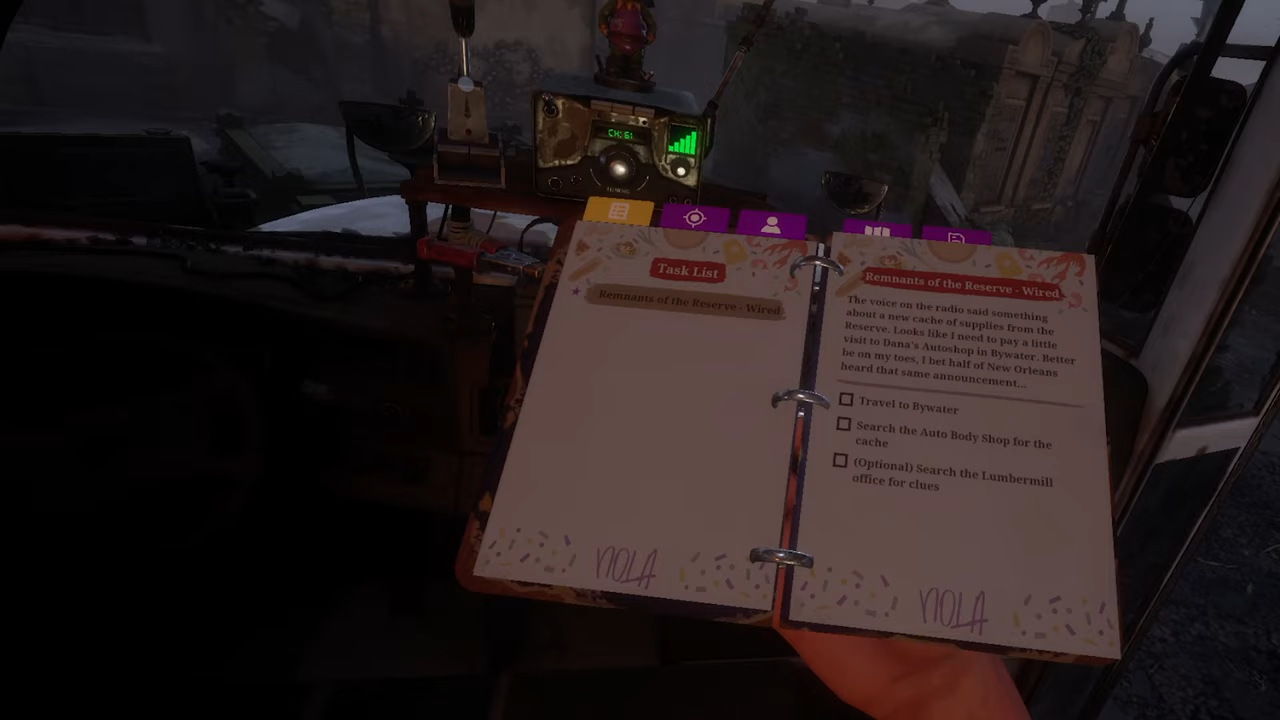 CH: 61
Task List
Remnants of the Reserve - Wired
NOLA
Remnants of the Reserve - Wired
The voice on the radio said something
about a new cache of supplies from the
Reserve. Looks like I need to pay a little
visit to Dana's Autoshop in Bywater. Better
be on my toes, I bet half of New Orleans
heard that same announcement...
Travel to Bywater
Search the Auto Body Shop for the
cache
(Optional) Search the Lumbermill
office for clues
NOLA